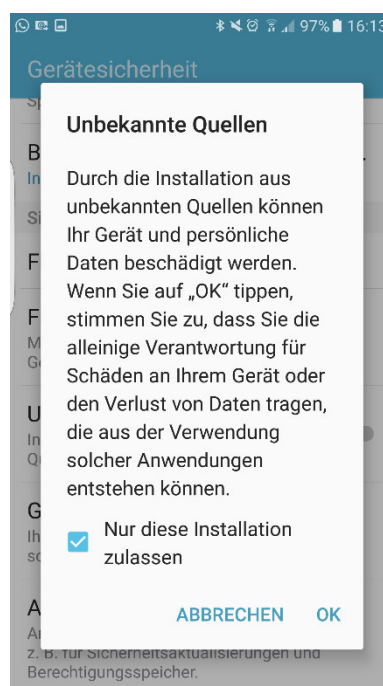 97% 16:13
Gerätesicherheit
Unbekannte Quellen
Durch die Installation aus
unbekannten Quellen können
Ihr Gerät und persönliche
Daten beschädigt werden.
Wenn Sie auf „OK“ tippen,
stimmen Sie zu, dass Sie die
alleinige Verantwortung für
Schäden an Ihrem Gerät oder
den Verlust von Daten tragen,
die aus der Verwendung
solcher Anwendungen
entstehen können.
Nur diese Installation
zulassen
ABBRECHEN OK
z. B. für Sicherheitsaktualisierungen und
Berechtigungsspeicher.